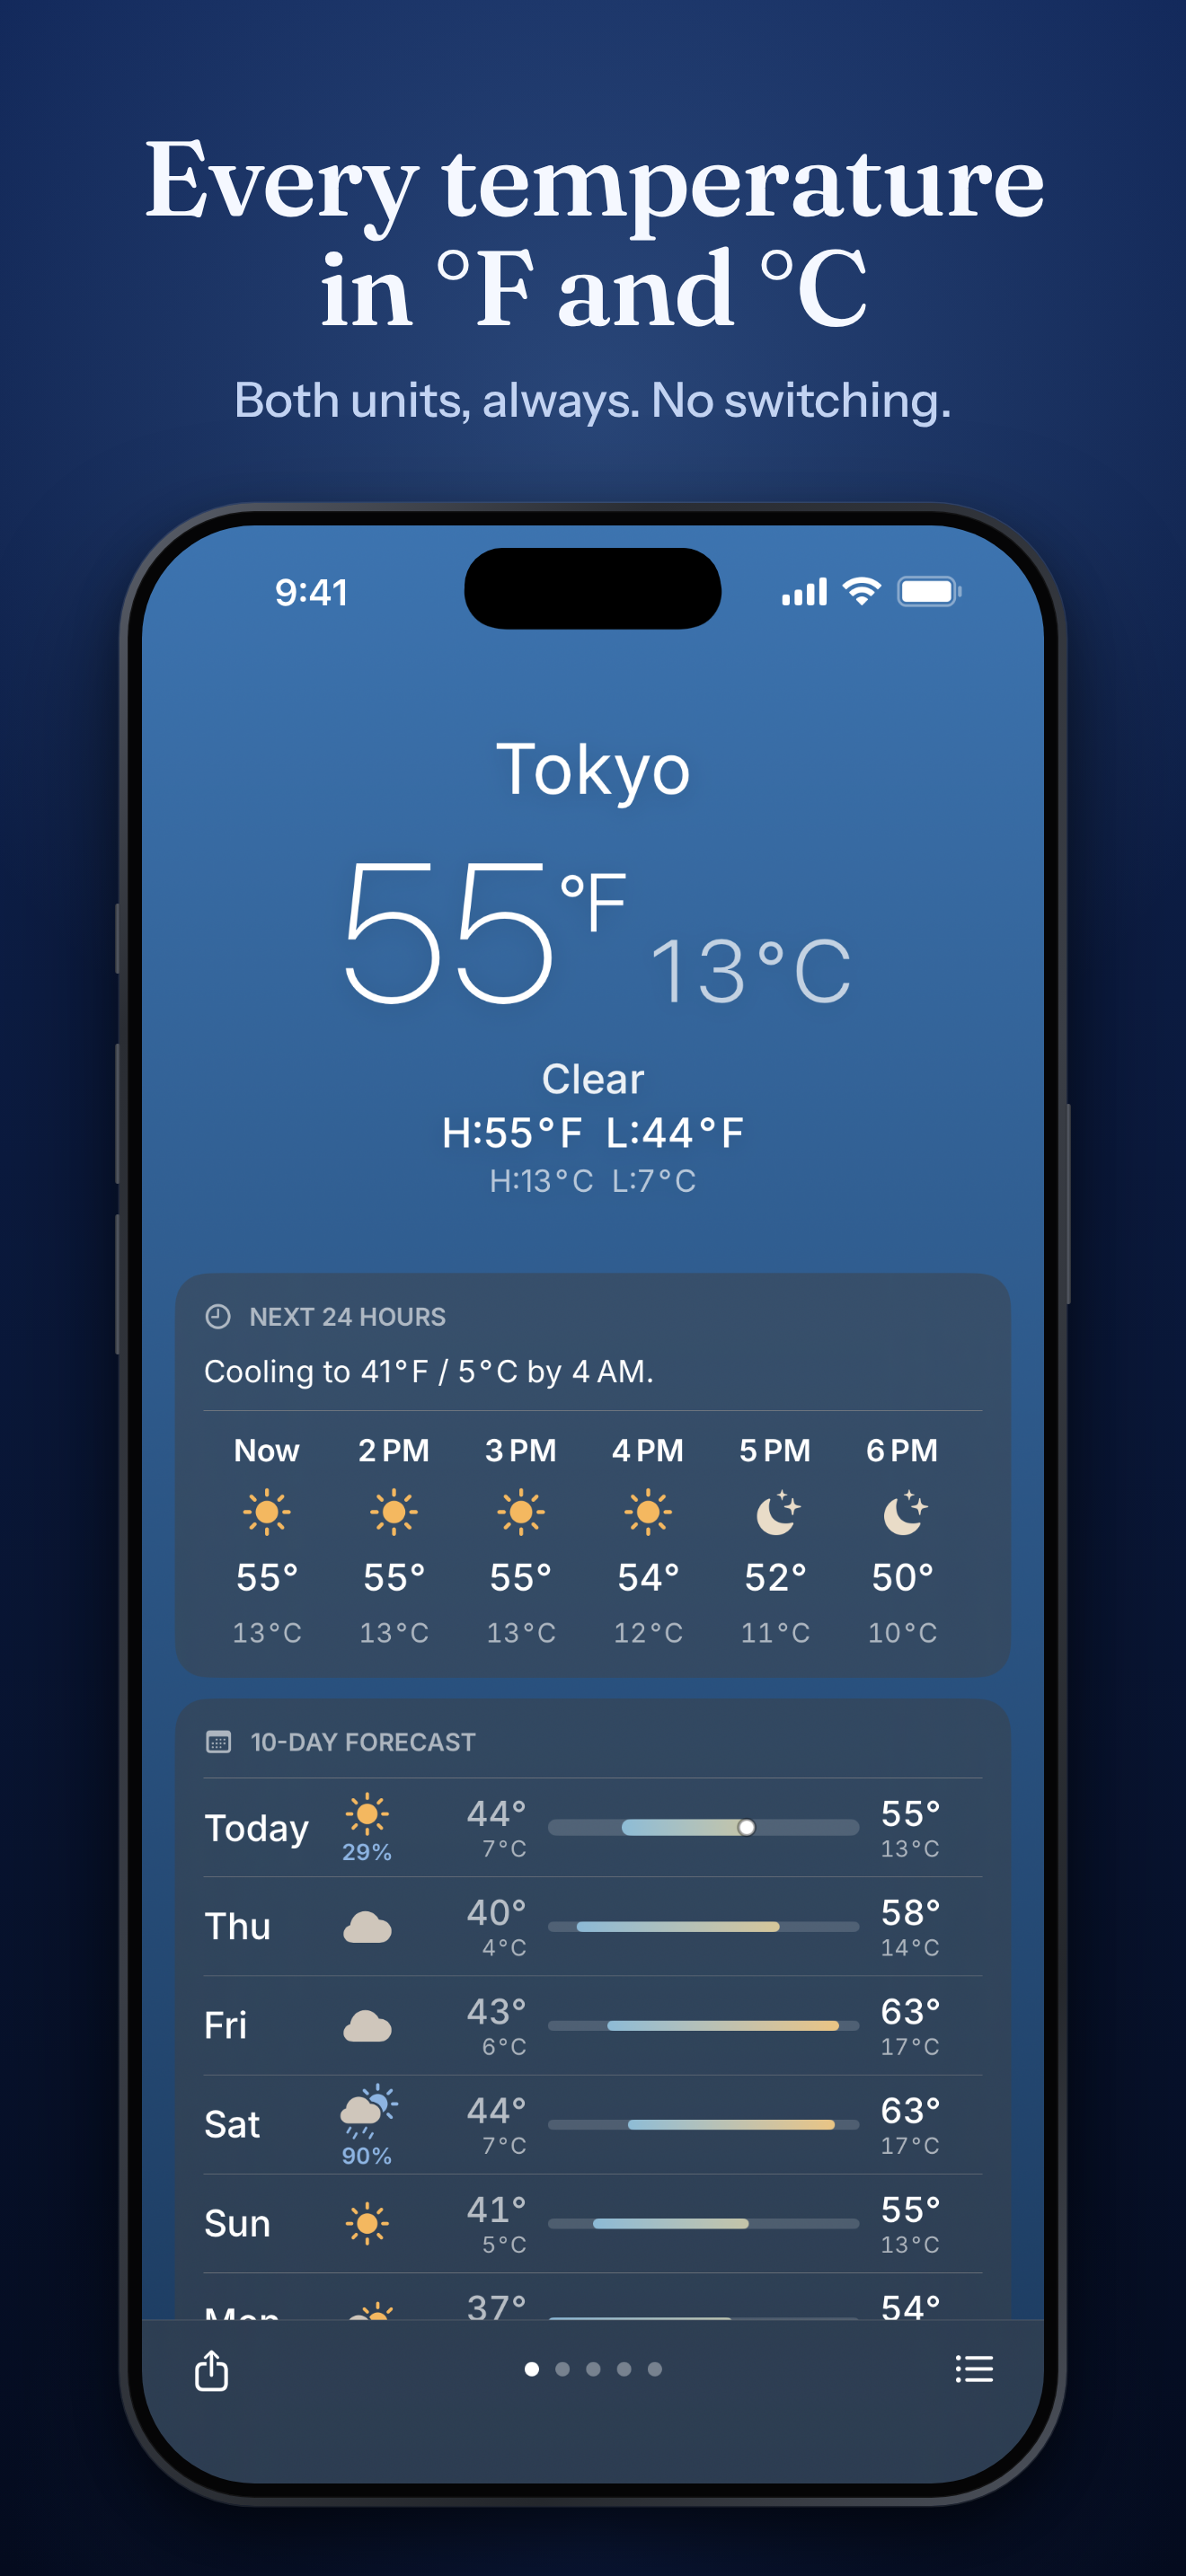 Every temperature
in °F and °C
Both units, always. No switching.
9:41
Tokyo
55°F 13°C
Clear
H:55°F L:44°F
H:13°C L:7°C
NEXT 24 HOURS
Cooling to 41°F / 5°C by 4 AM.
Now 2 PM 3 PM 4 PM 5 PM 6 PM
55° 55° 55° 54° 52° 50°
13°C 13°C 13°C 12°C 11°C 10°C
10-DAY FORECAST
Today 29% 44° 7°C 55° 13°C
Thu 40° 4°C 58° 14°C
Fri 43° 6°C 63° 17°C
Sat 90% 44° 7°C 63° 17°C
Sun 41° 5°C 55° 13°C
Mon 37° 54°